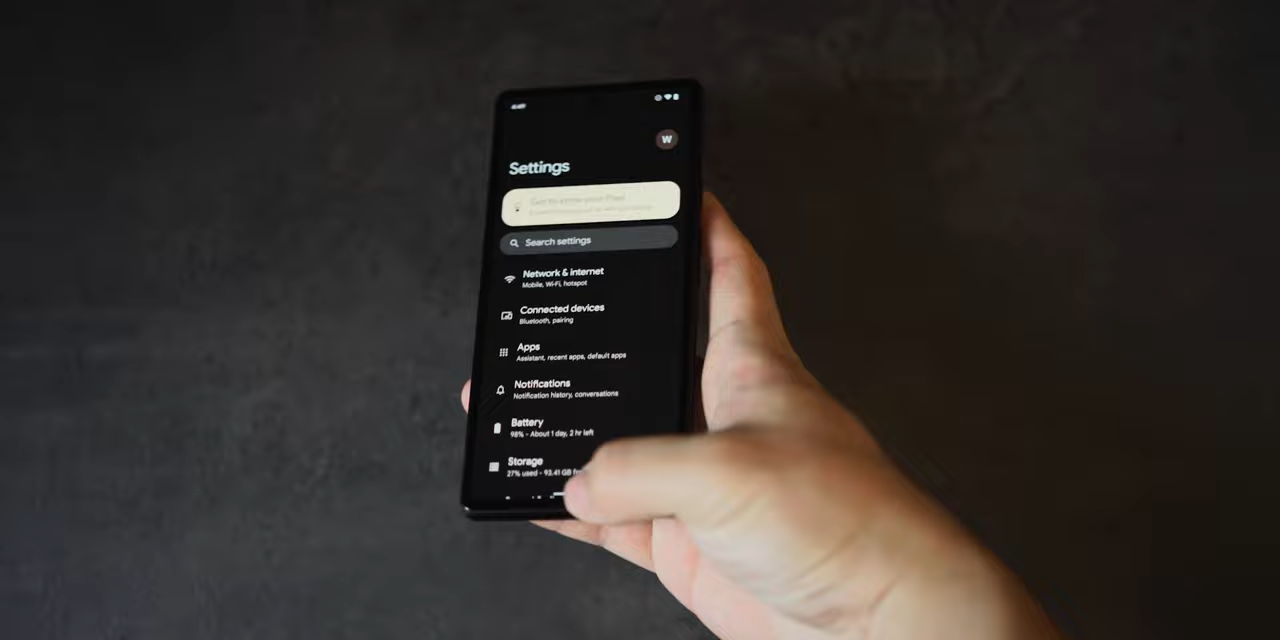 W
Settings
Search settings
Network & internet
Mobile, Wi-Fi, hotspot
Connected devices
Bluetooth, pairing
Apps
Assistant, recent apps, default apps
Notifications
Notification history, conversations
Battery
98% - About 1 day, 2 hr left
Storage
27% used - 93.41 GB